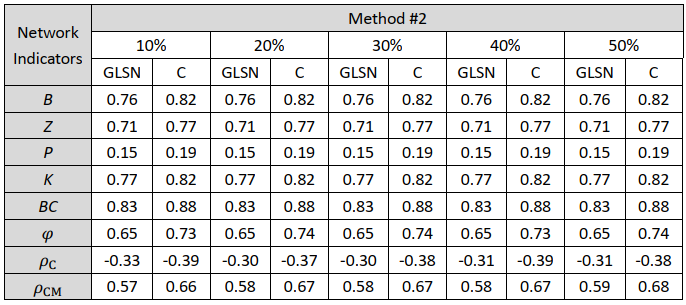 Network Indicators Method #2
10% 20% 30% 40% 50%
GLSN C GLSN C GLSN C GLSN C GLSN C
B 0.76 0.82 0.76 0.82 0.76 0.82 0.76 0.82 0.76 0.82
Z 0.71 0.77 0.71 0.77 0.71 0.77 0.71 0.77 0.71 0.77
P 0.15 0.19 0.15 0.19 0.15 0.19 0.15 0.19 0.15 0.19
K 0.77 0.82 0.77 0.82 0.77 0.82 0.77 0.82 0.77 0.82
BC 0.83 0.88 0.83 0.88 0.83 0.88 0.83 0.88 0.83 0.88
φ 0.65 0.73 0.65 0.74 0.65 0.74 0.65 0.73 0.65 0.74
ρC -0.33 -0.39 -0.30 -0.37 -0.30 -0.38 -0.31 -0.39 -0.31 -0.38
ρCM 0.57 0.66 0.58 0.67 0.58 0.67 0.58 0.67 0.59 0.68